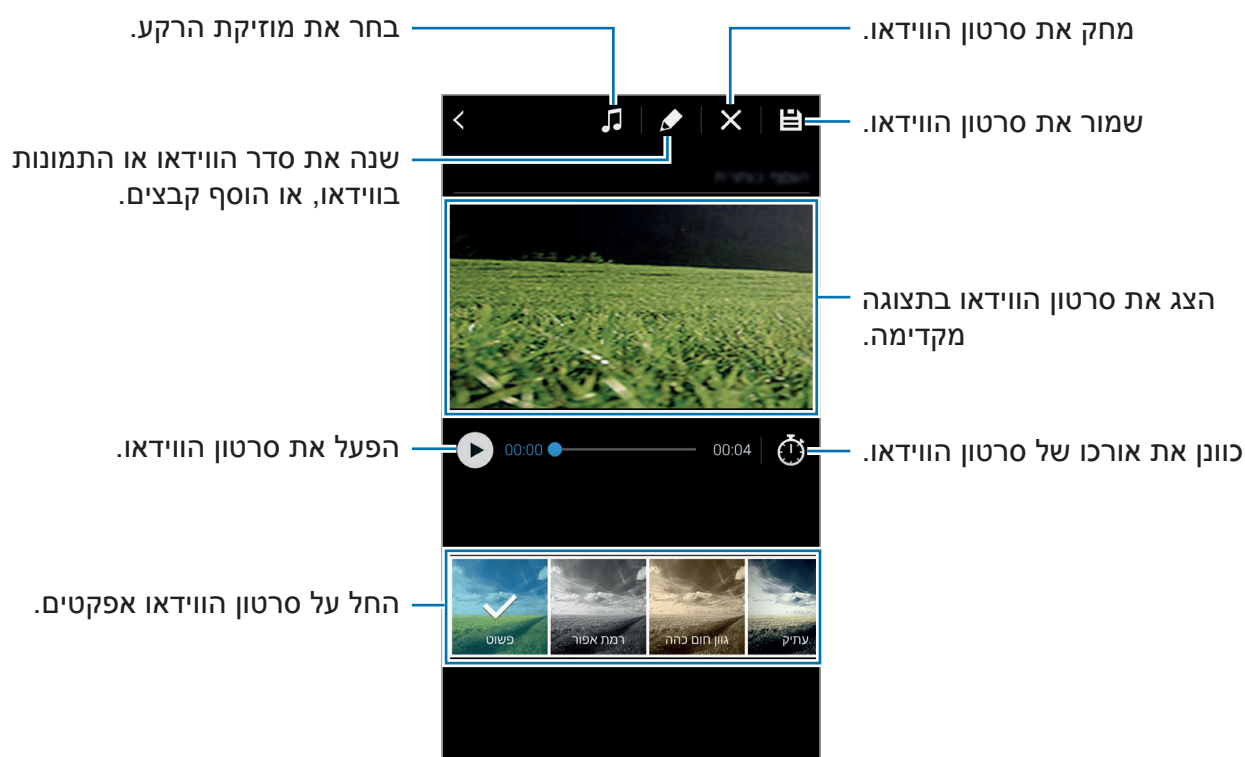 בחר את מוזיקת הרקע.
מחק את סרטון הווידאו.
שמור את סרטון הווידאו.
שנה את סדר הווידאו או התמונות
בווידאו, או הוסף קבצים.
הוסף כותרת
הצג את סרטון הווידאו בתצוגה
מקדימה.
הפעל את סרטון הווידאו.
00:00
00:04
כוונן את אורכו של סרטון הווידאו.
החל על סרטון הווידאו אפקטים.
פשוט
רמת אפור
גוון חום כהה
עתיק